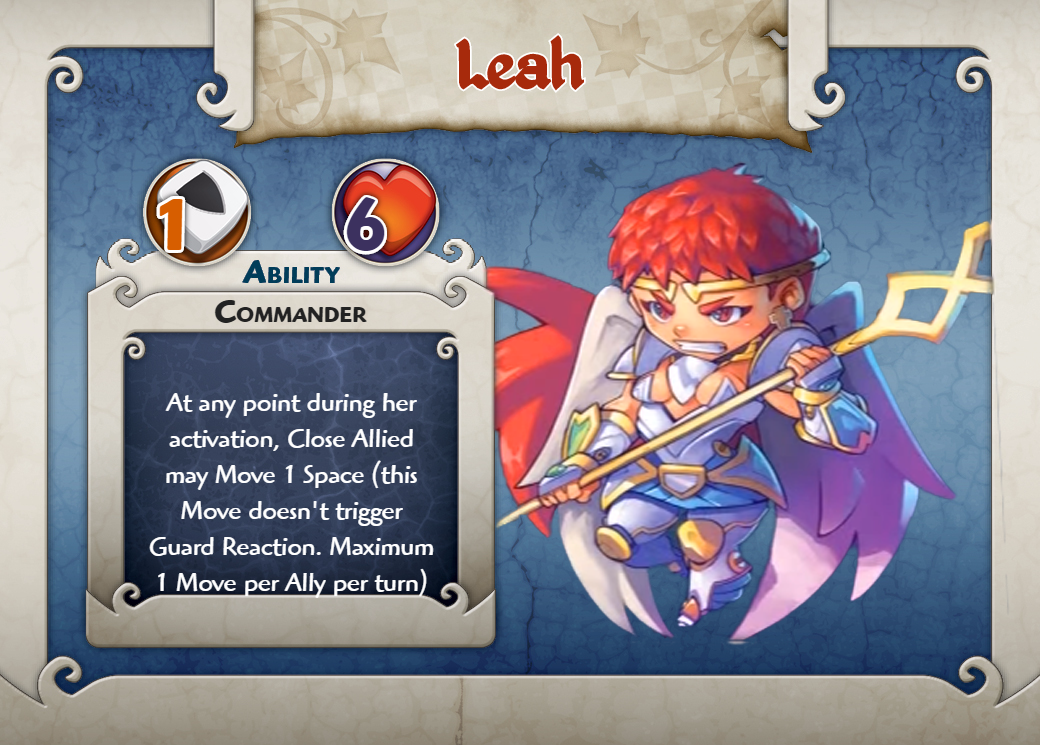 Leah
1
6
Ability
Commander
At any point during her
activation, Close Allied
may Move 1 Space (this
Move doesn't trigger
Guard Reaction. Maximum
1 Move per Ally per turn)